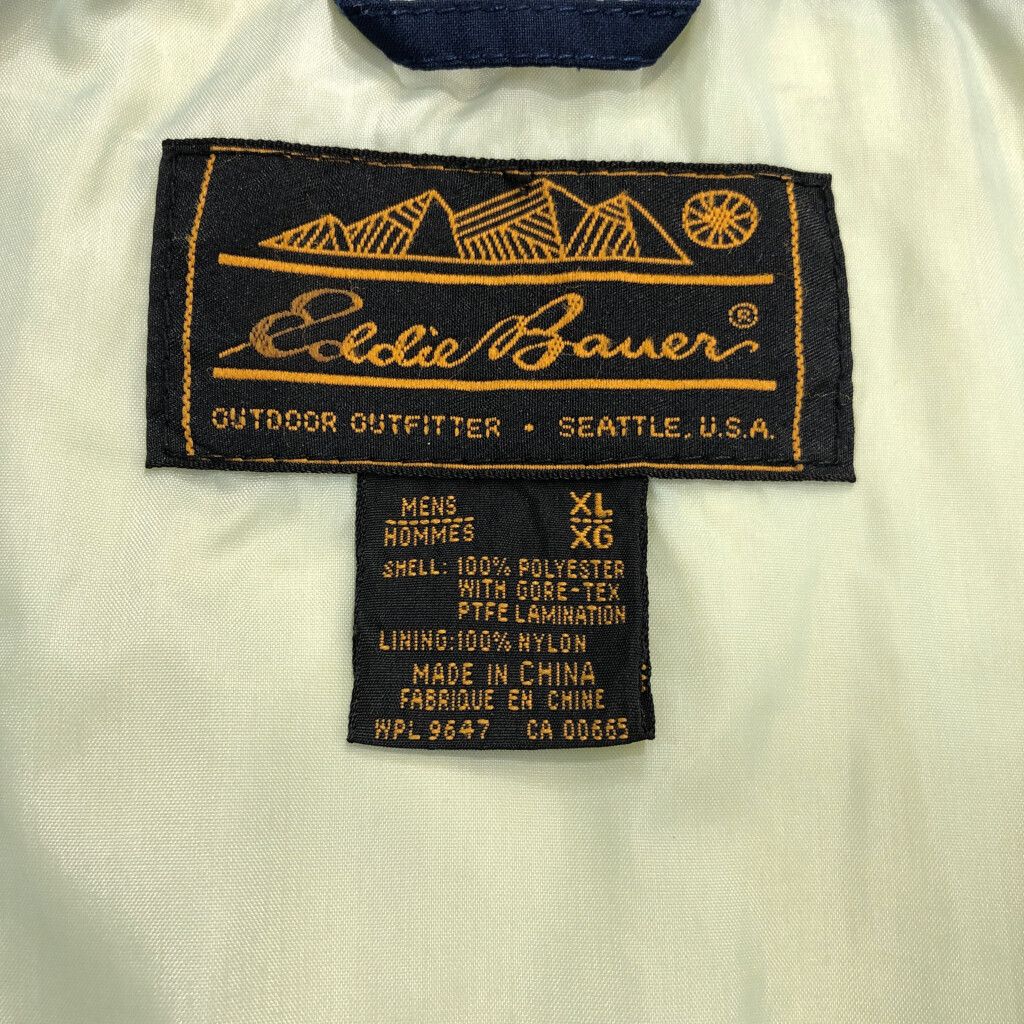 Eddie Bauer®
OUTDOOR OUTFITTER • SEATTLE, U.S.A.
MENS XL
HOMMES XG
SHELL: 100% POLYESTER
WITH GORE-TEX
PTFE LAMINATION
LINING:100% NYLON
MADE IN CHINA
FABRIQUE EN CHINE
WPL 9647 CA 00665